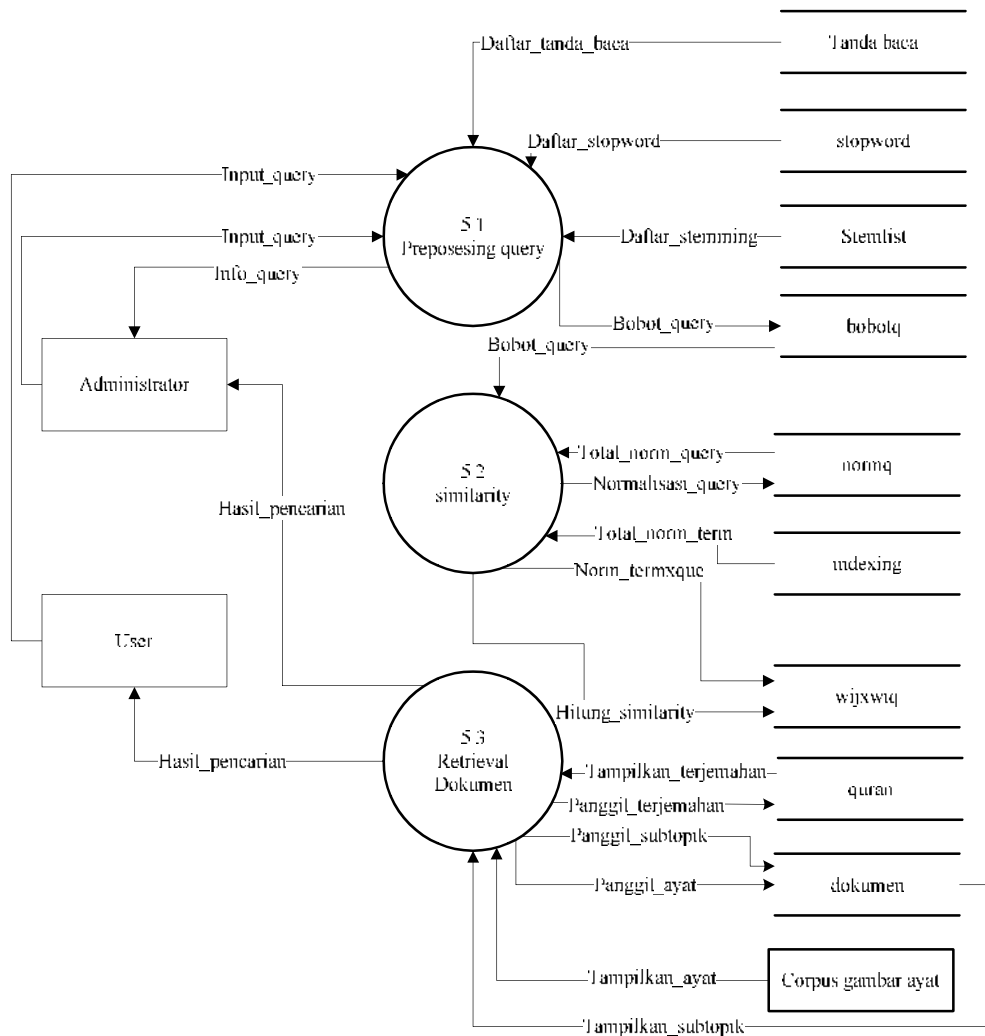 Daftar_tanda_baca
Tanda baca
Daftar_stopword
stopword
Input_query
5.1
Preposesing query
Input_query
Daftar_stemming
Stemlist
Info_query
Bobot_query
bobotq
Bobot_query
Administrator
5.2
similarity
Total_norm_query
normq
Normalisasi_query
Hasil_pencarian
Total_norm_term
indexing
Norm_termxque
User
wijxwiq
Hitung_similarity
5.3
Retrieval
Dokumen
Hasil_pencarian
Tampilkan_terjemahan
quran
Panggil_terjemahan
Panggil_subtopik
Panggil_ayat
dokumen
Tampilkan_ayat
Corpus gambar ayat
Tampilkan_subtopik